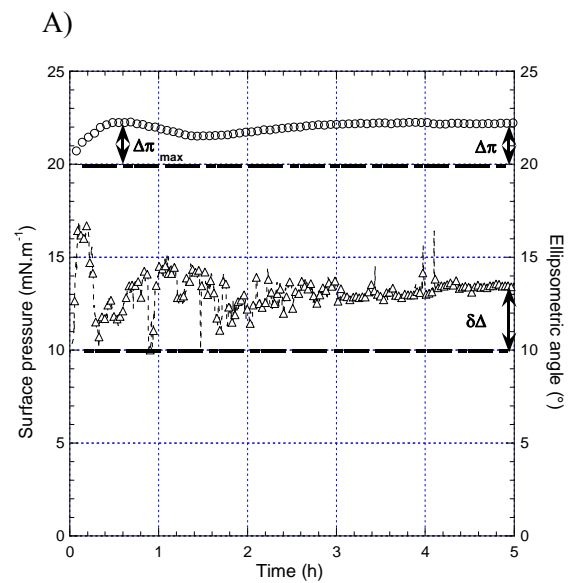 A)
25
20
15
10
5
0
Surface pressure (mN.m⁻¹)
Δπ max
Δπ
δΔ
25
20
15
10
5
0
Ellipsometric angle (°)
0 1 2 3 4 5
Time (h)